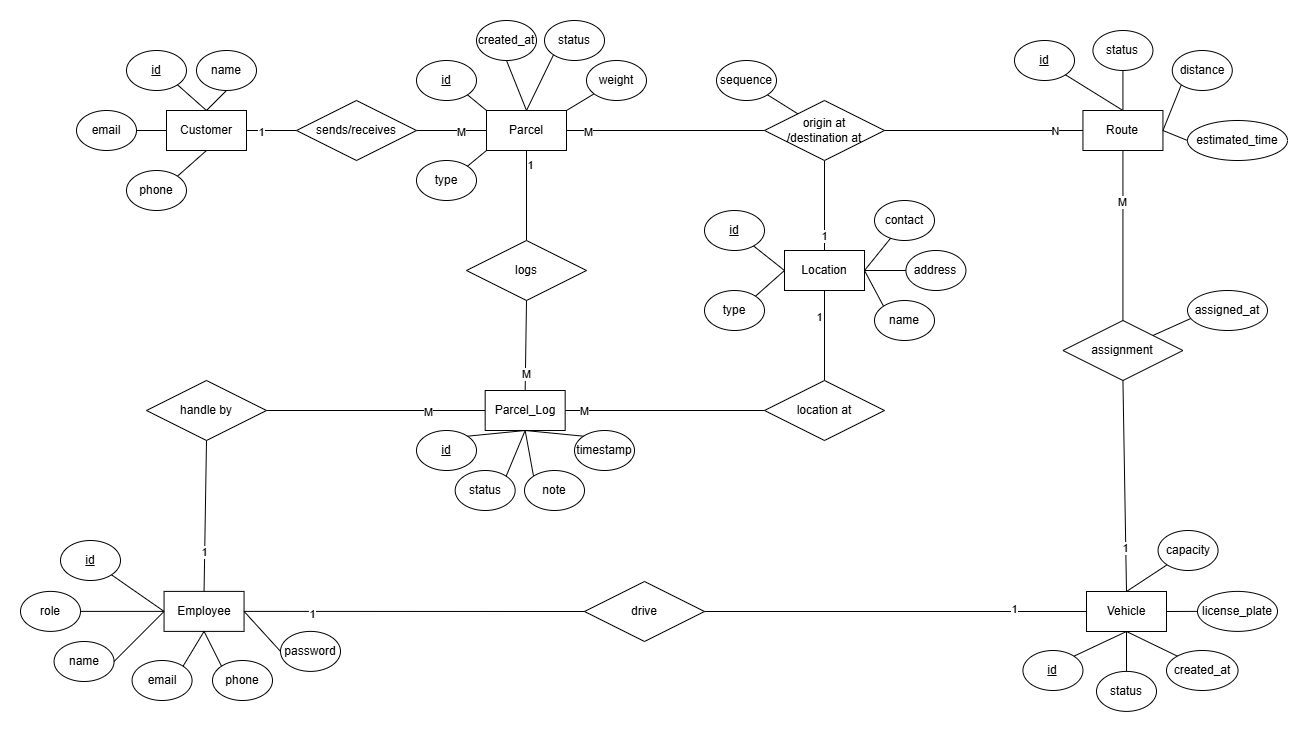 created_at
status
status
id
id
name
id
weight
sequence
distance
email
Customer
1
sends/receives
M
Parcel
M
origin at
/destination at
N
Route
estimated_time
phone
type
1
M
id
contact
1
logs
Location
address
type
name
1
assigned_at
assignment
M
handle by
M
Parcel_Log
M
location at
id
timestamp
status
note
1
1
capacity
id
role
Employee
1
drive
1
Vehicle
license_plate
name
password
email
phone
id
status
created_at